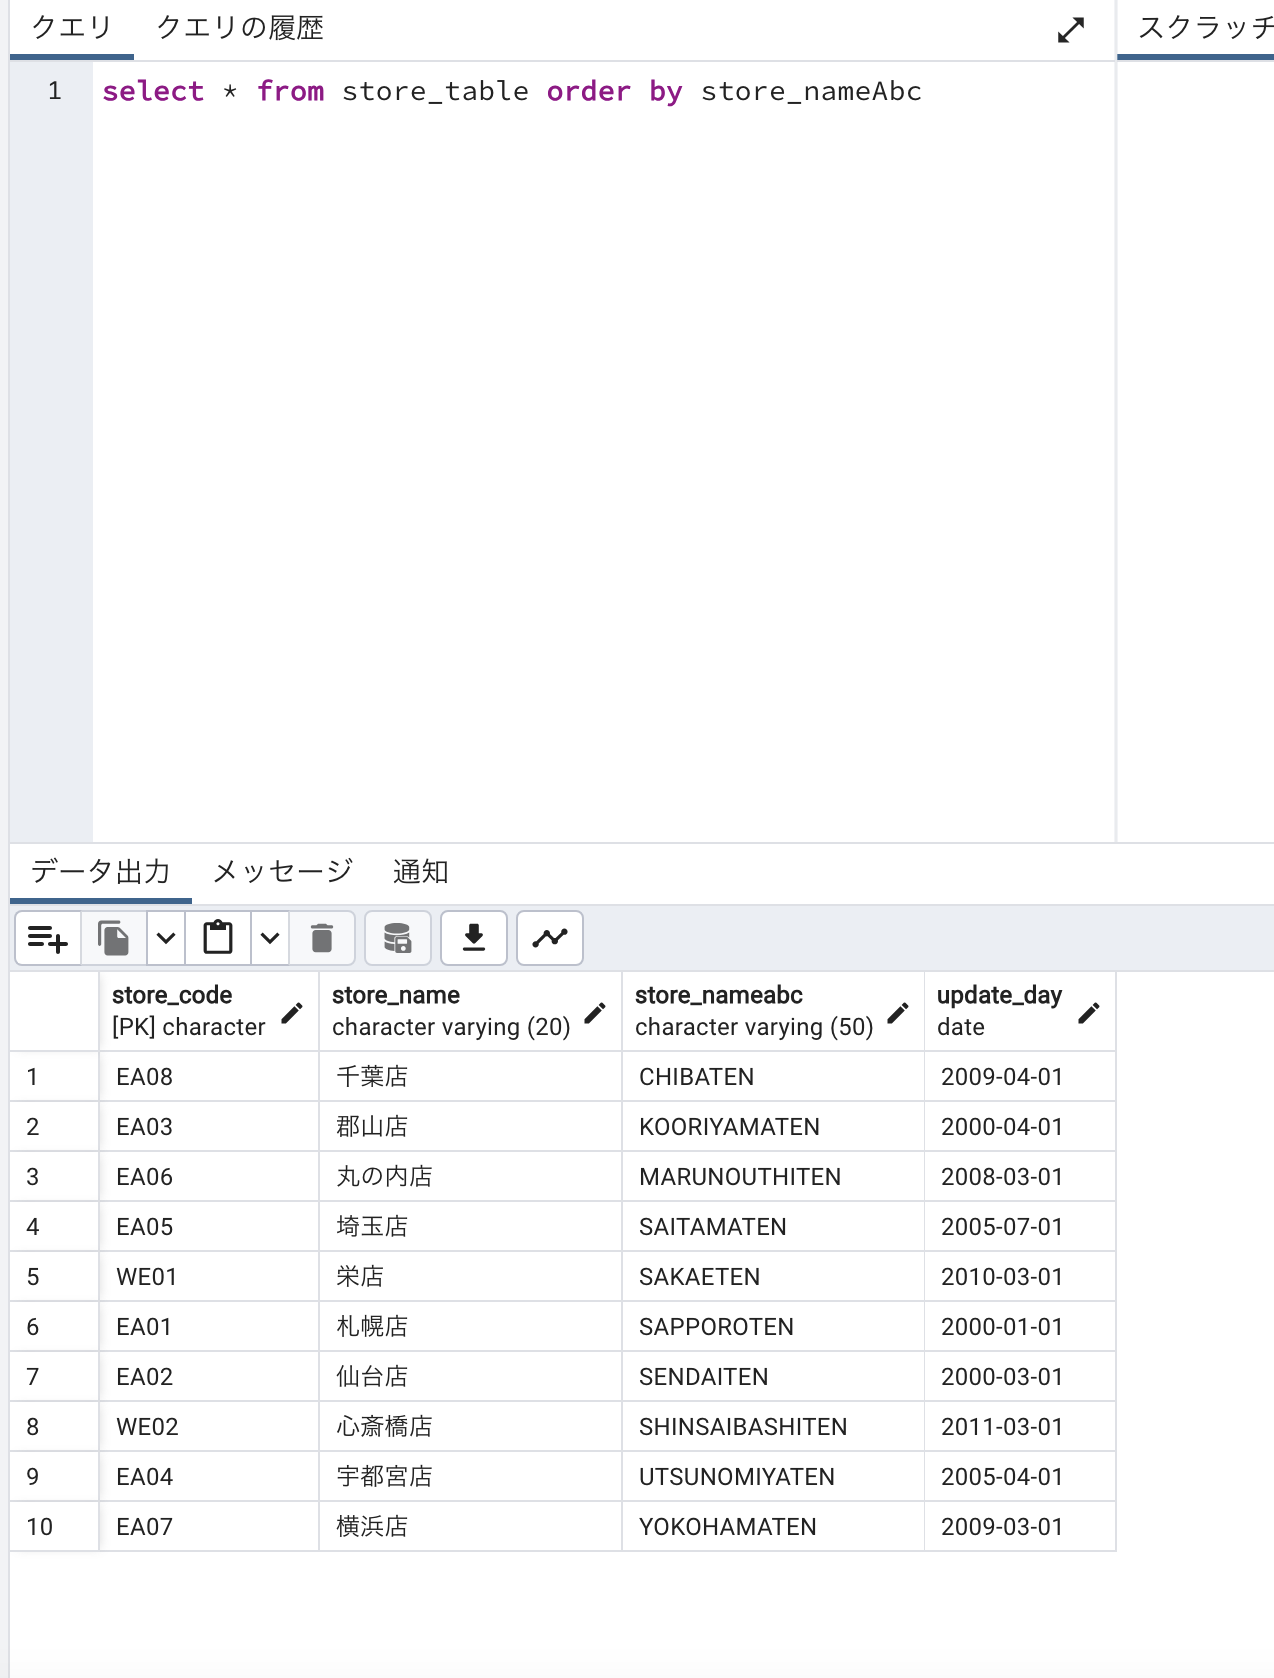 クエリ クエリの履歴 スクラッチ
1 select * from store_table order by store_nameAbc
データ出力 メッセージ 通知
store_code store_name store_nameabc update_day
[PK] character character varying (20) character varying (50) date
1 EA08 千葉店 CHIBATEN 2009-04-01
2 EA03 郡山店 KOORIYAMATEN 2000-04-01
3 EA06 丸の内店 MARUNOUTHITEN 2008-03-01
4 EA05 埼玉店 SAITAMATEN 2005-07-01
5 WE01 栄店 SAKAETEN 2010-03-01
6 EA01 札幌店 SAPPOROTEN 2000-01-01
7 EA02 仙台店 SENDAITEN 2000-03-01
8 WE02 心斎橋店 SHINSAIBASHITEN 2011-03-01
9 EA04 宇都宮店 UTSUNOMIYATEN 2005-04-01
10 EA07 横浜店 YOKOHAMATEN 2009-03-01